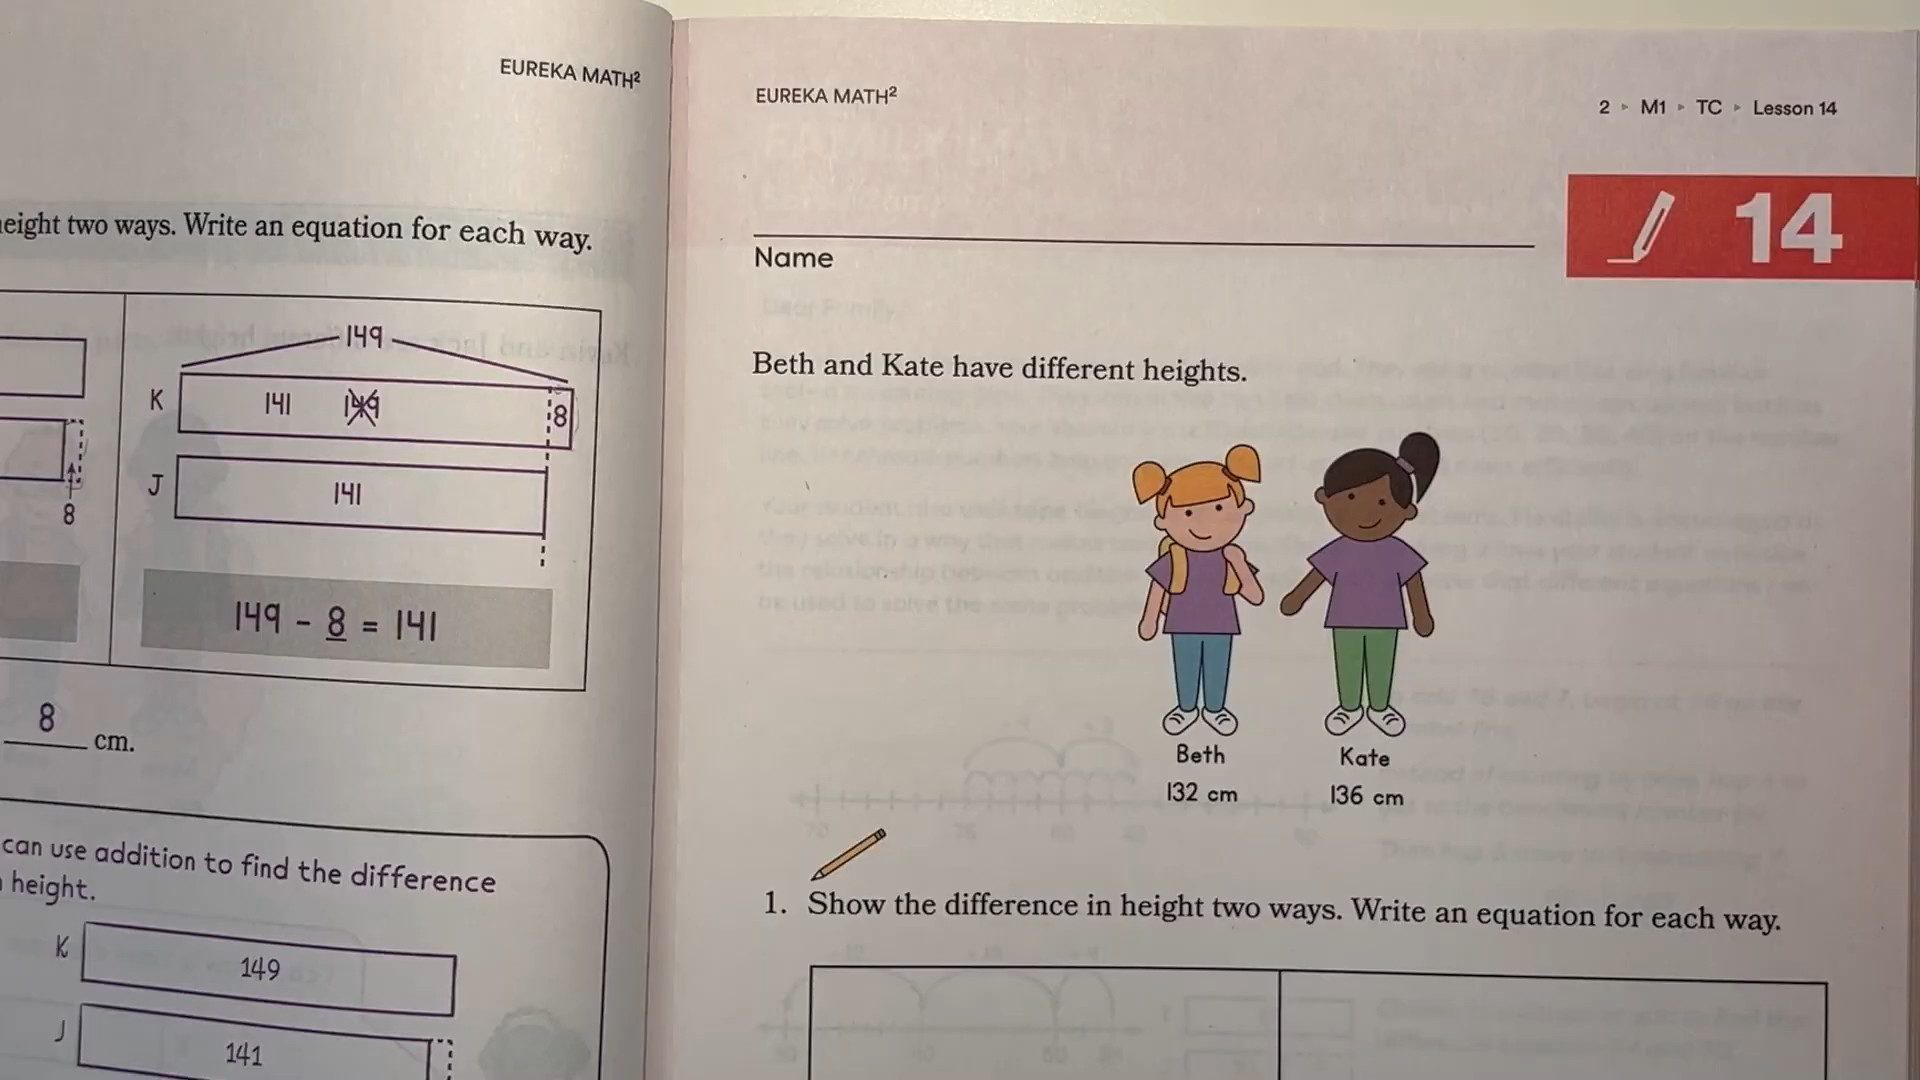 EUREKA MATH²
eight two ways. Write an equation for each way.
149
K 141 149 8
J 141
8
149 - 8 = 141
8 cm.
can use addition to find the difference
height.
K 149
J 141
EUREKA MATH²
2 ▸ M1 ▸ TC ▸ Lesson 14
14
Name
Beth and Kate have different heights.
Beth Kate
132 cm 136 cm
1. Show the difference in height two ways. Write an equation for each way.